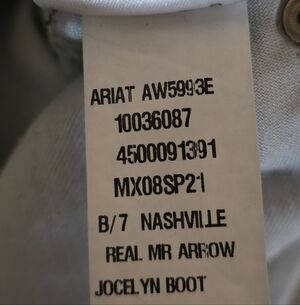 ARIAT AW5993E
10036087
4500091391
MX08SP21
B/7 NASHVILLE
REAL MR ARROW
JOCELYN BOOT